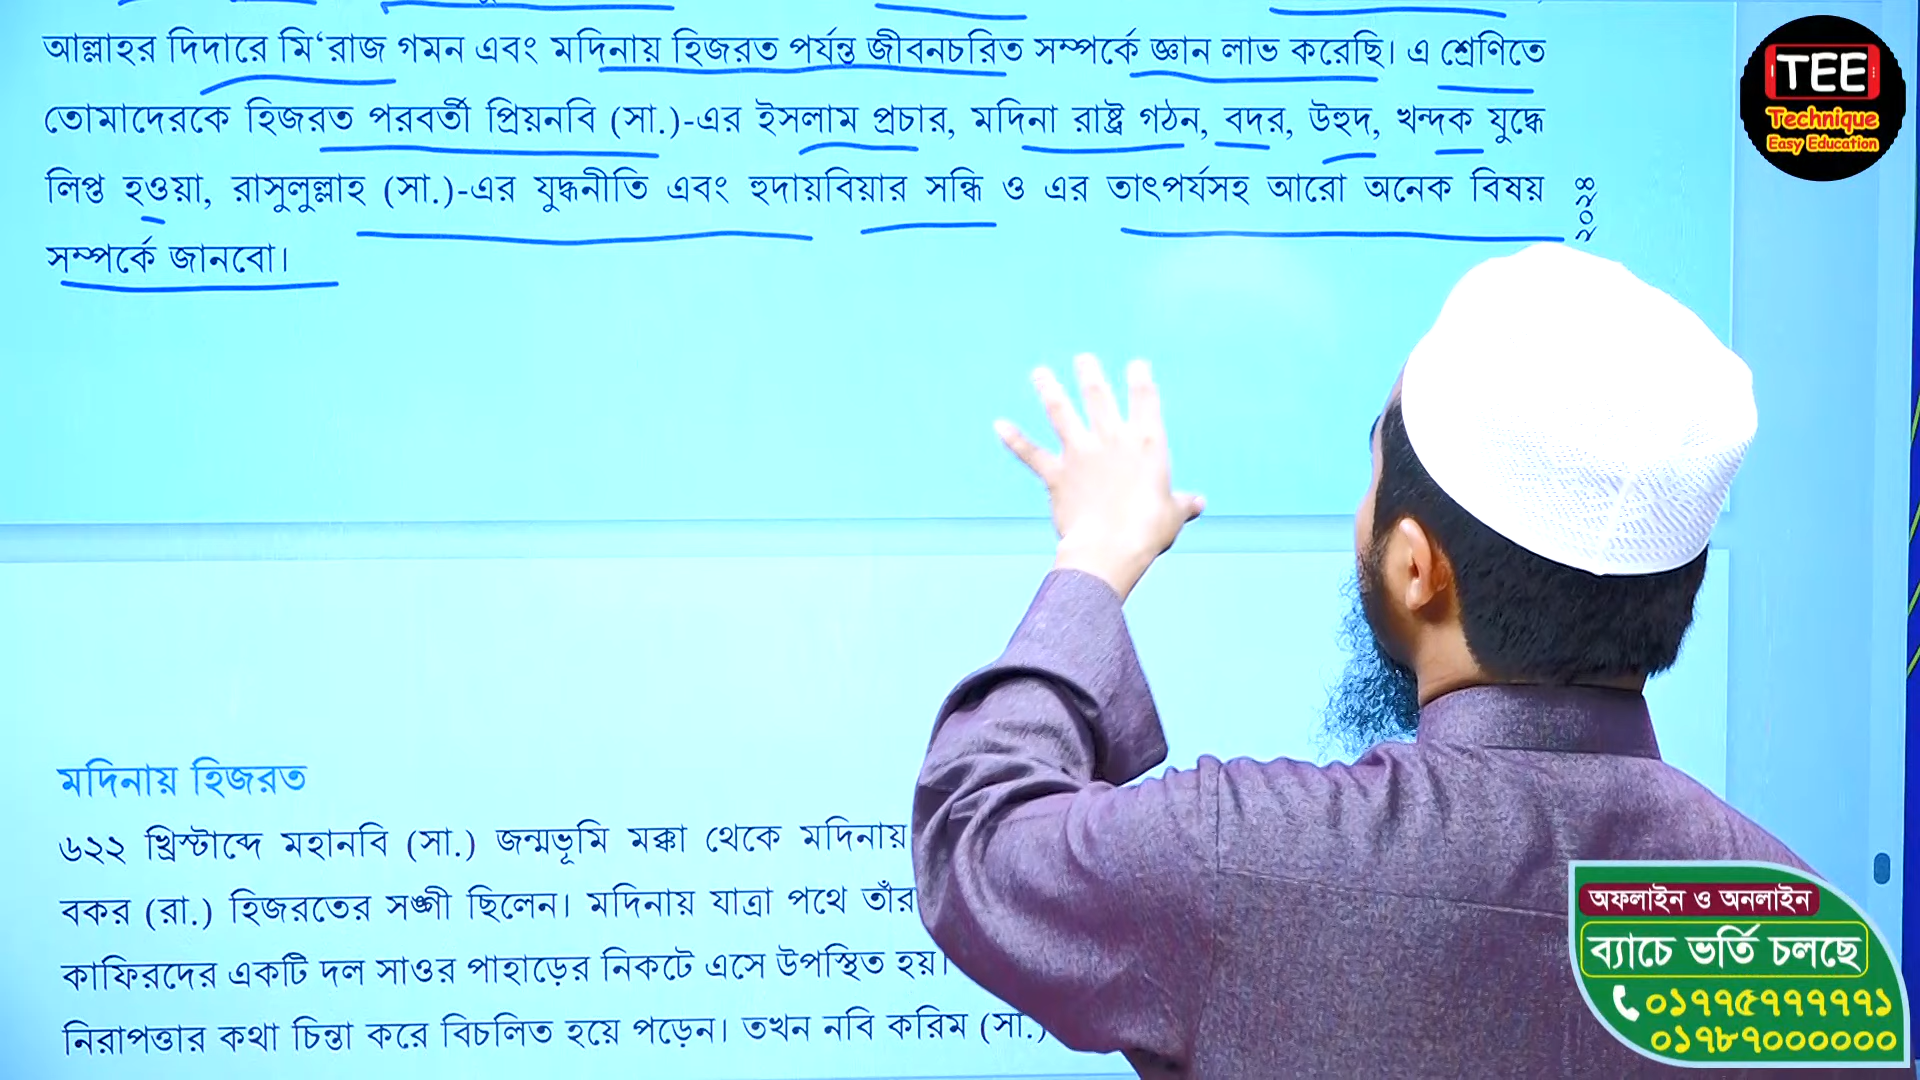 আল্লাহর দিদারে মি‘রাজ গমন এবং মদিনায় হিজরত পর্যন্ত জীবনচরিত সম্পর্কে জ্ঞান লাভ করেছি। এ শ্রেণিতে
তোমাদেরকে হিজরত পরবর্তী প্রিয়নবি (সা.)-এর ইসলাম প্রচার, মদিনা রাষ্ট্র গঠন, বদর, উহুদ, খন্দক যুদ্ধে
লিপ্ত হওয়া, রাসুলুল্লাহ (সা.)-এর যুদ্ধনীতি এবং হুদায়বিয়ার সন্ধি ও এর তাৎপর্যসহ আরো অনেক বিষয়
সম্পর্কে জানবো।
২০২৪
মদিনায় হিজরত
৬২২ খ্রিস্টাব্দে মহানবি (সা.) জন্মভূমি মক্কা থেকে মদিনায়
বকর (রা.) হিজরতের সঙ্গী ছিলেন। মদিনায় যাত্রা পথে তাঁর
কাফিরদের একটি দল সাওর পাহাড়ের নিকটে এসে উপস্থিত হয়।
নিরাপত্তার কথা চিন্তা করে বিচলিত হয়ে পড়েন। তখন নবি করিম (সা.)
TEE
Technique
Easy Education
অফলাইন ও অনলাইন
ব্যাচে ভর্তি চলছে
০১৭৭৫৭৭৭৭৭১
০১৭৮৭০০০০০০